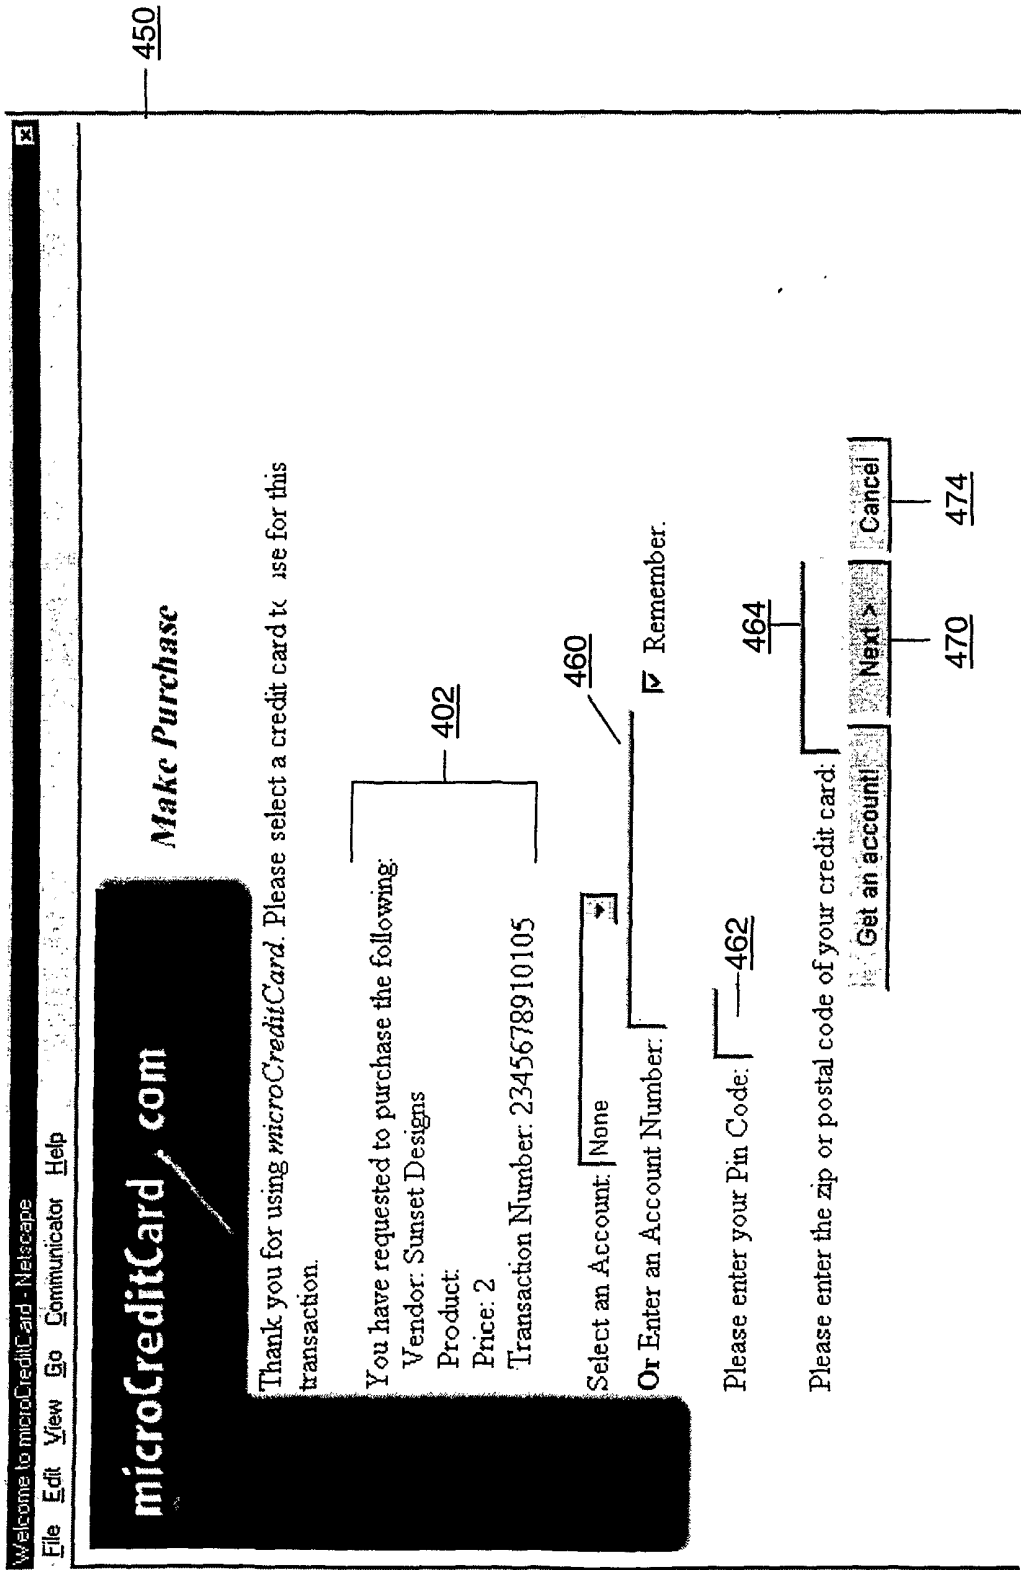 450
Welcome to microCreditCard - Netscape
File Edit View Go Communicator Help
microCreditCard.com
Make Purchase
Thank you for using microCreditCard. Please select a credit card to use for this
transaction.
You have requested to purchase the following:
Vendor: Sunset Designs
Product:
Price: 2
Transaction Number: 2345678910105
402
Select an Account: None
460
Or Enter an Account Number: Remember.
Please enter your Pin Code:
462
464
Please enter the zip or postal code of your credit card:
Get an account! Next > Cancel
470 474